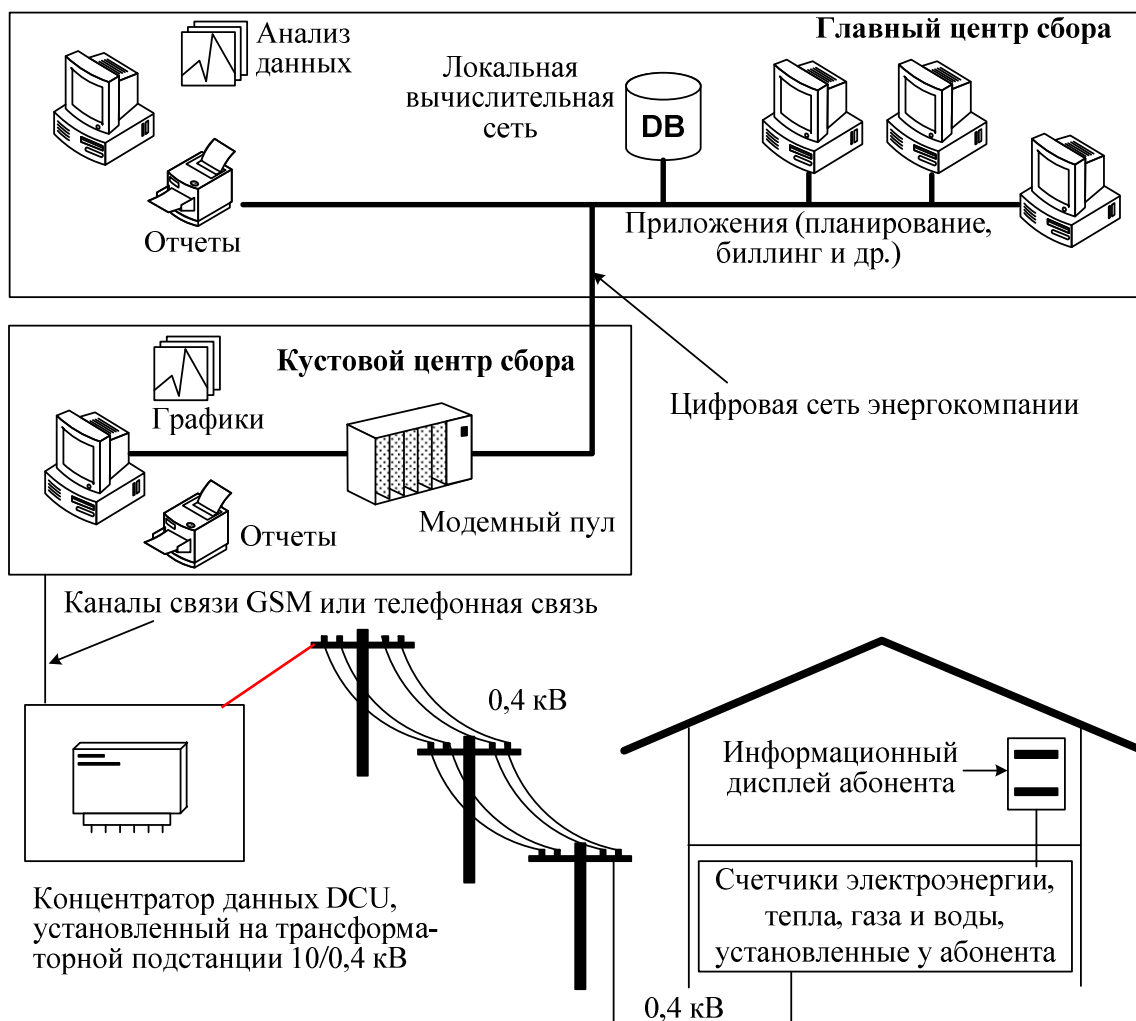 Анализ
данных
Главный центр сбора
Локальная
вычислительная
сеть
DB
Отчеты
Приложения (планирование,
биллинг и др.)
Кустовой центр сбора
Графики
Цифровая сеть энергокомпании
Модемный пул
Отчеты
Каналы связи GSM или телефонная связь
0,4 кВ
Информационный
дисплей абонента
Концентратор данных DCU,
установленный на трансформа-
торной подстанции 10/0,4 кВ
Счетчики электроэнергии,
тепла, газа и воды,
установленные у абонента
0,4 кВ